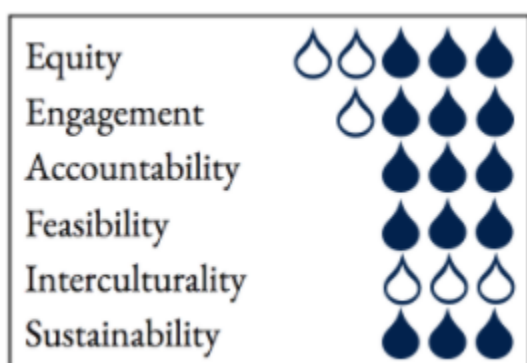 Equity
Engagement
Accountability
Feasibility
Interculturality
Sustainability